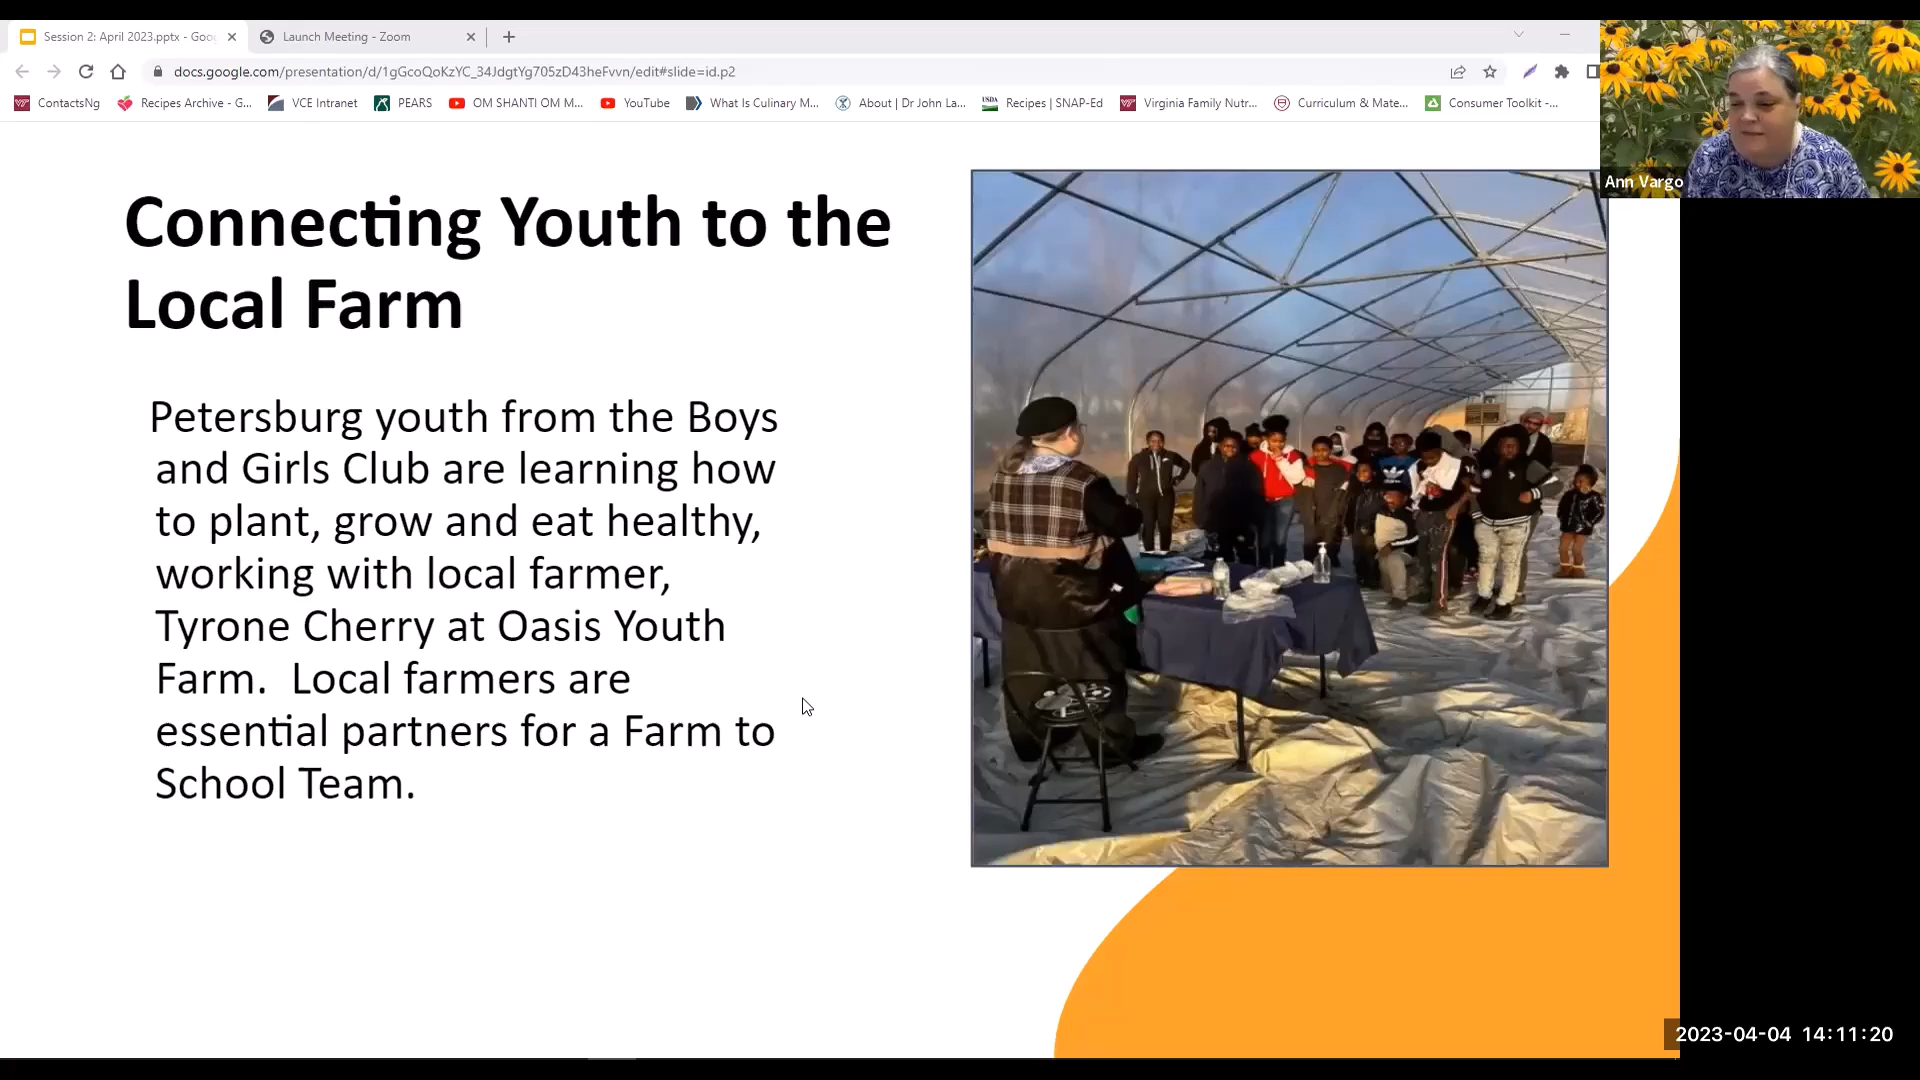 Session 2: April 2023.pptx - Goo
Launch Meeting - Zoom
docs.google.com/presentation/d/1gGcoQoKzYC_34JdgtYg705zD43heFvvn/edit#slide=id.p2
ContactsNg
Recipes Archive - G...
VCE Intranet
PEARS
OM SHANTI OM M...
YouTube
What Is Culinary M...
About | Dr John La...
USDA
Recipes | SNAP-Ed
Virginia Family Nutr...
Curriculum & Mate...
Consumer Toolkit -...
Ann Vargo
Connecting Youth to the
Local Farm
Petersburg youth from the Boys
and Girls Club are learning how
to plant, grow and eat healthy,
working with local farmer,
Tyrone Cherry at Oasis Youth
Farm.  Local farmers are
essential partners for a Farm to
School Team.
2023-04-04 14:11:20